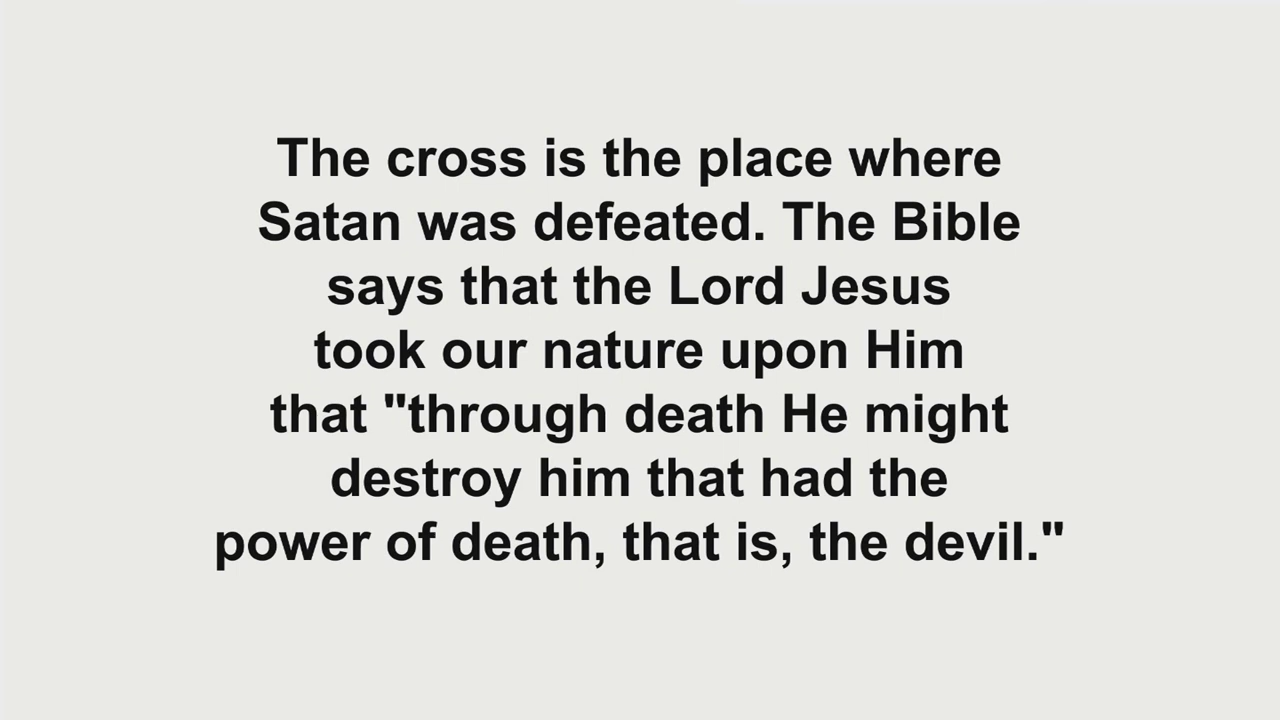 The cross is the place where
Satan was defeated. The Bible
says that the Lord Jesus
took our nature upon Him
that "through death He might
destroy him that had the
power of death, that is, the devil."